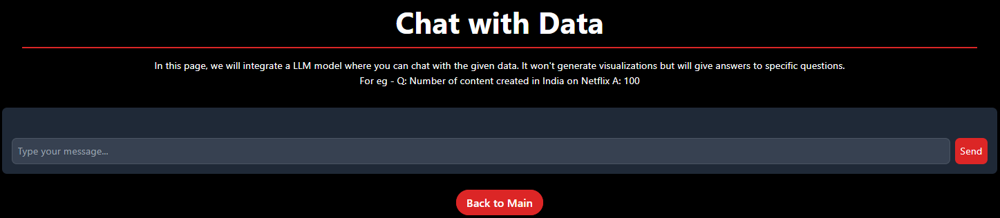 Chat with Data
In this page, we will integrate a LLM model where you can chat with the given data. It won't generate visualizations but will give answers to specific questions.
For eg - Q: Number of content created in India on Netflix A: 100
Type your message...
Send
Back to Main